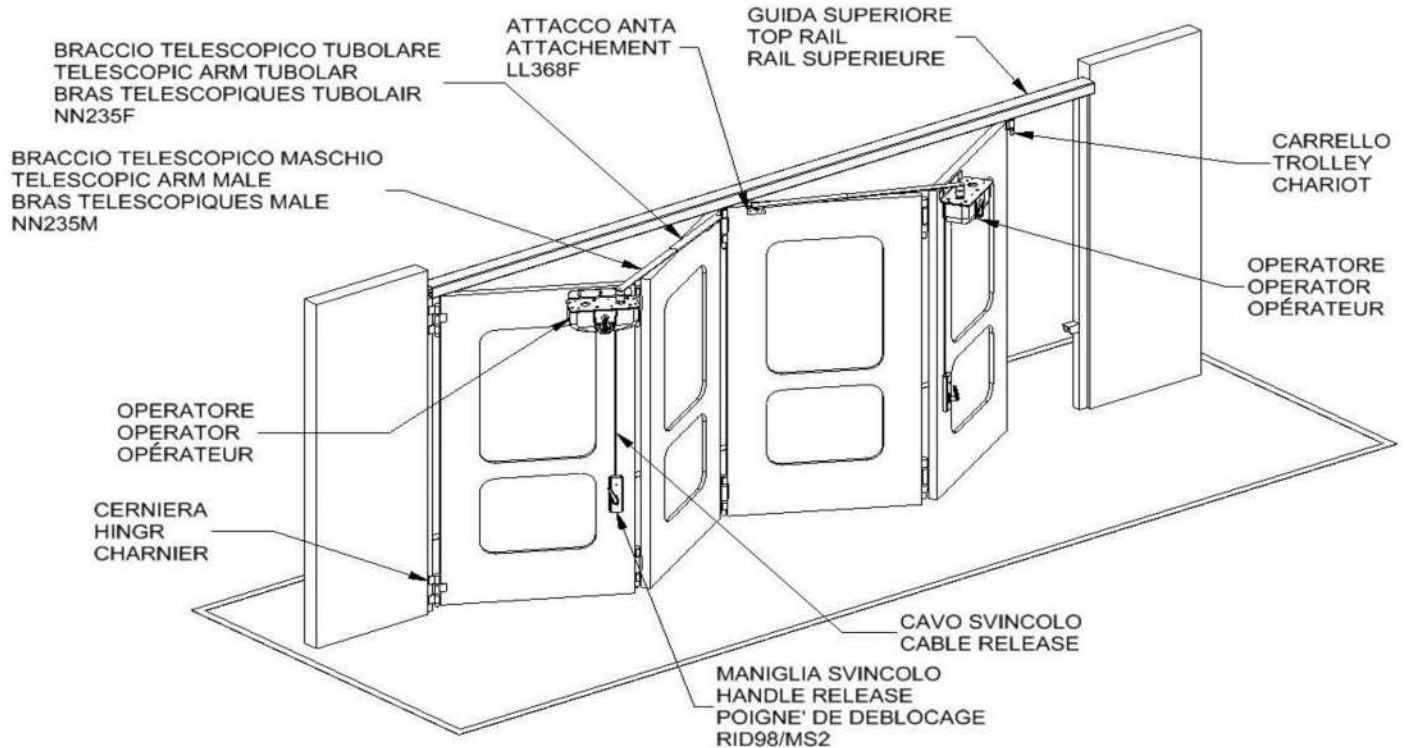 BRACCIO TELESCOPICO TUBOLARE
TELESCOPIC ARM TUBOLAR
BRAS TELESCOPIQUES TUBOLAIR
NN235F
ATTACCO ANTA
ATTACHEMENT
LL368F
GUIDA SUPERIORE
TOP RAIL
RAIL SUPERIEURE
BRACCIO TELESCOPICO MASCHIO
TELESCOPIC ARM MALE
BRAS TELESCOPIQUES MALE
NN235M
CARRELLO
TROLLEY
CHARIOT
OPERATORE
OPERATOR
OPÉRATEUR
OPERATORE
OPERATOR
OPÉRATEUR
CERNIERA
HINGR
CHARNIER
CAVO SVINCOLO
CABLE RELEASE
MANIGLIA SVINCOLO
HANDLE RELEASE
POIGNE' DE DEBLOCAGE
RID98/MS2